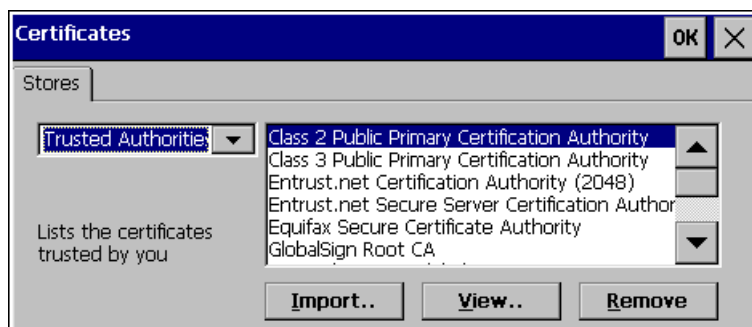 Certificates OK
Stores
Trusted Authorities
Class 2 Public Primary Certification Authority
Class 3 Public Primary Certification Authority
Entrust.net Certification Authority (2048)
Entrust.net Secure Server Certification Author
Equifax Secure Certificate Authority
GlobalSign Root CA
Lists the certificates
trusted by you
Import..
View..
Remove